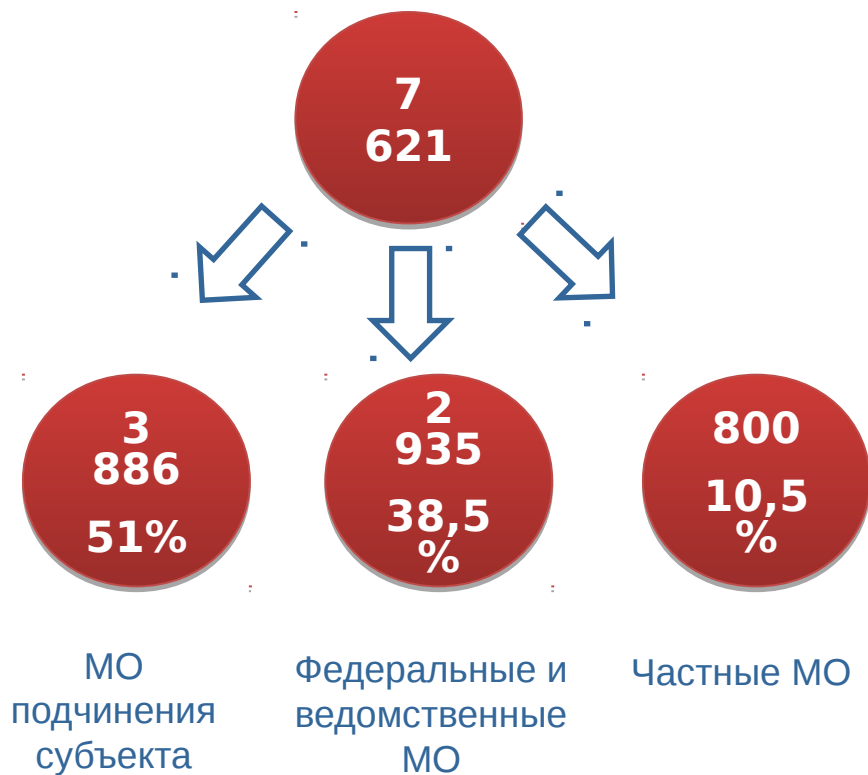 7
621
3
886
51%
2
935
38,5
%
800
10,5
%
МО
подчинения
субъекта
Федеральные и
ведомственные
МО
Частные МО